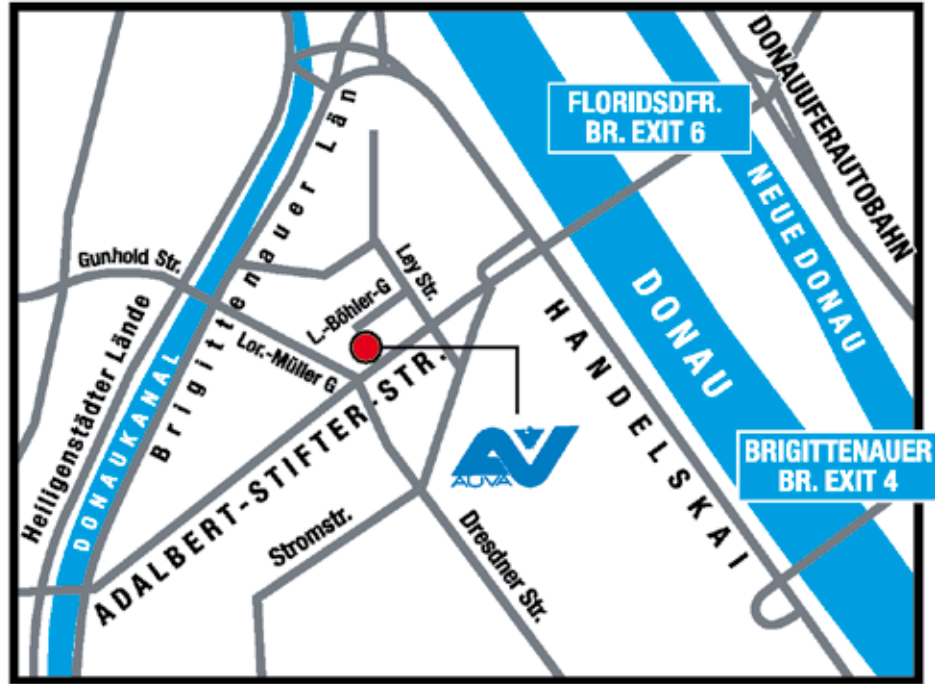 DONAUUFERAUTOBAHN
FLORIDSDFR.
BR. EXIT 6
NEUE DONAU
DONAU
Brigittenauer Län
Gunhold Str.
Ley Str.
L.-Böhler-G
Lor.-Müller G
HANDELSKAI
Heiligenstädter Lände
DONAUKANAL
ADALBERT-STIFTER-STR.
AUVA
BRIGITTENAUER
BR. EXIT 4
Stromstr.
Dresdner Str.